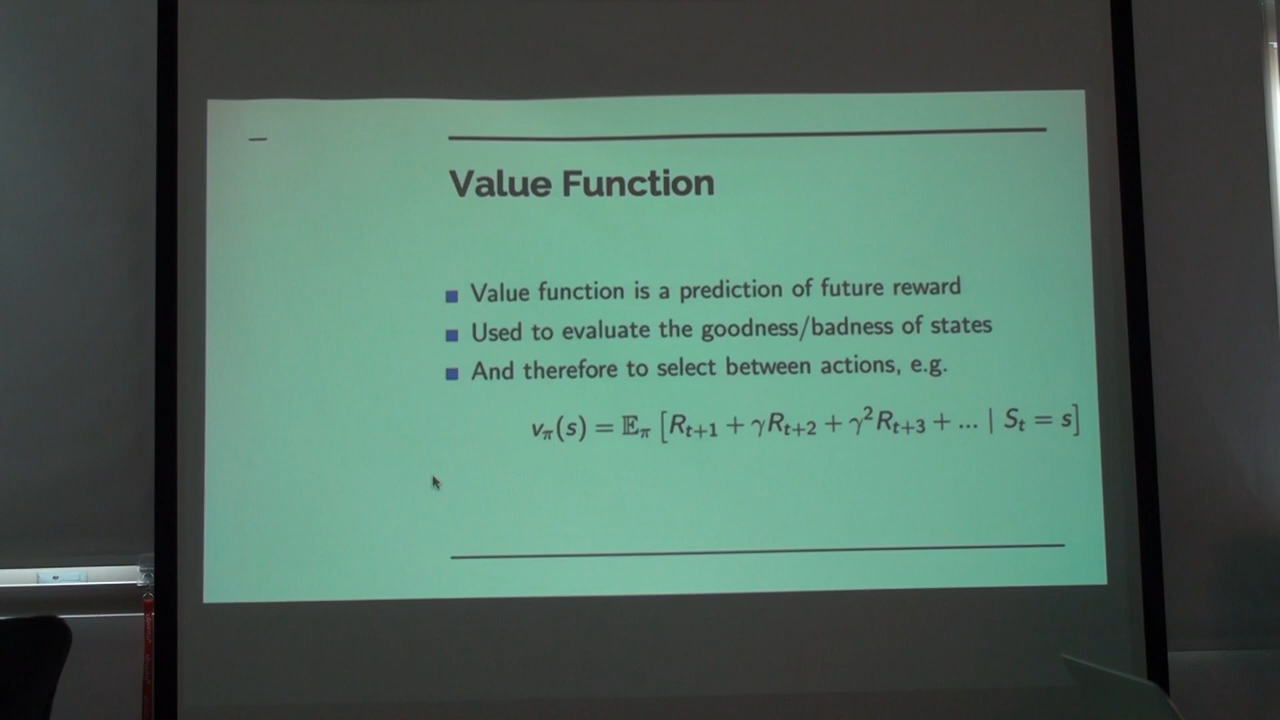 Value Function
Value function is a prediction of future reward
Used to evaluate the goodness/badness of states
And therefore to select between actions, e.g.
vπ(s) = 𝔼π [Rt+1 + γRt+2 + γ²Rt+3 + ... | St = s]